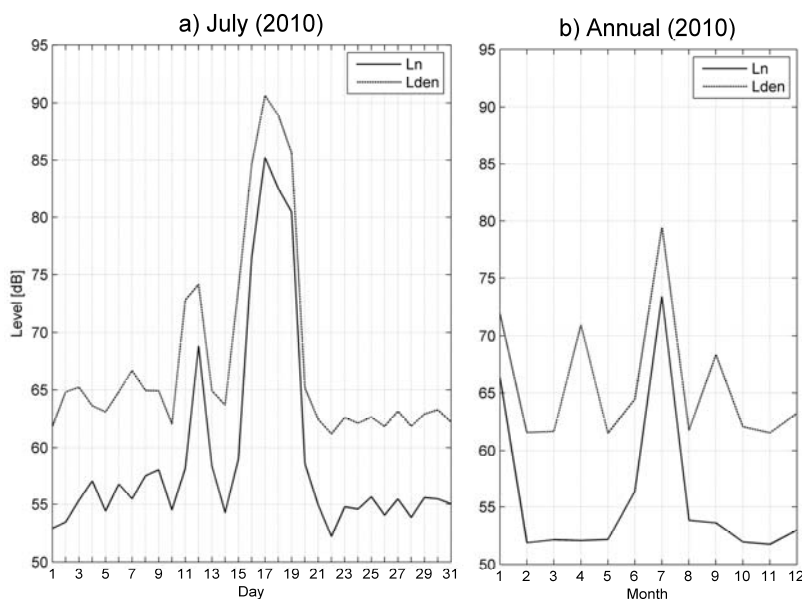 a) July (2010)
Level [dB]
95
90
85
80
75
70
65
60
55
50
Ln
Lden
1 3 5 7 9 11 13 15 17 19 21 23 25 27 29 31
Day
b) Annual (2010)
95
90
85
80
75
70
65
60
55
50
Ln
Lden
1 2 3 4 5 6 7 8 9 10 11 12
Month